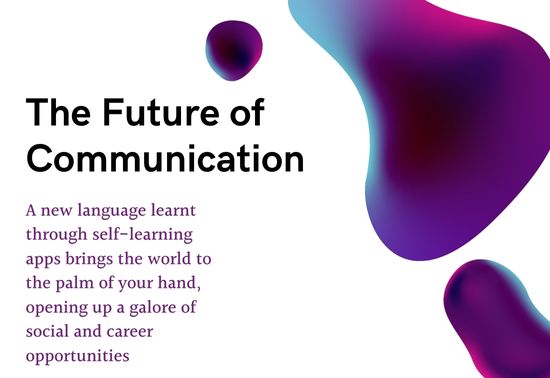 The Future of
Communication
A new language learnt
through self-learning
apps brings the world to
the palm of your hand,
opening up a galore of
social and career
opportunities